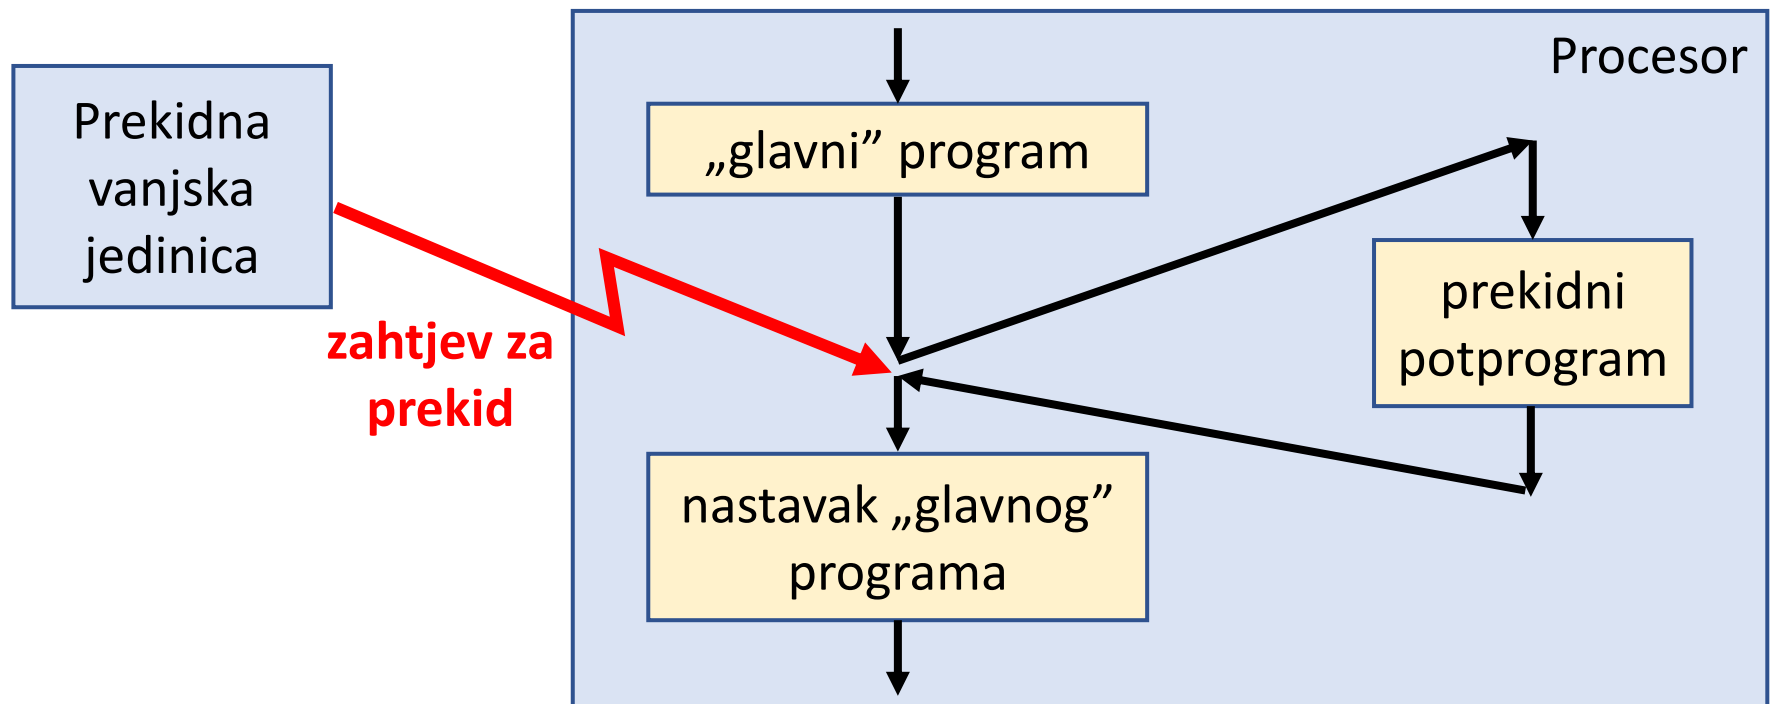 Procesor
Prekidna
vanjska
jedinica
„glavni” program
prekidni
potprogram
zahtjev za
prekid
nastavak „glavnog”
programa